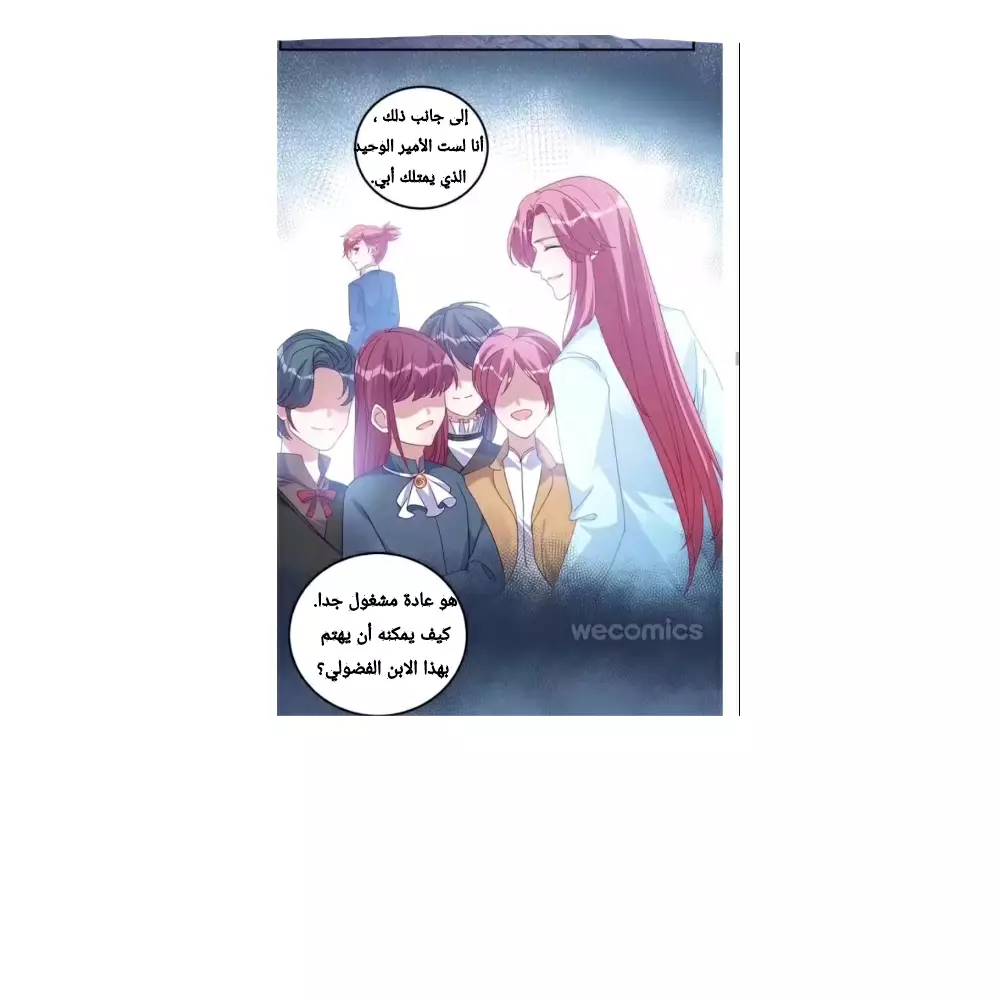 إلى جانب ذلك ،
أنا لست الأمير الوحيد
الذي يمتلك أبي.
هو عادة مشغول جدا.
كيف يمكنه أن يهتم
بهذا الابن الفضولي؟
wecomics